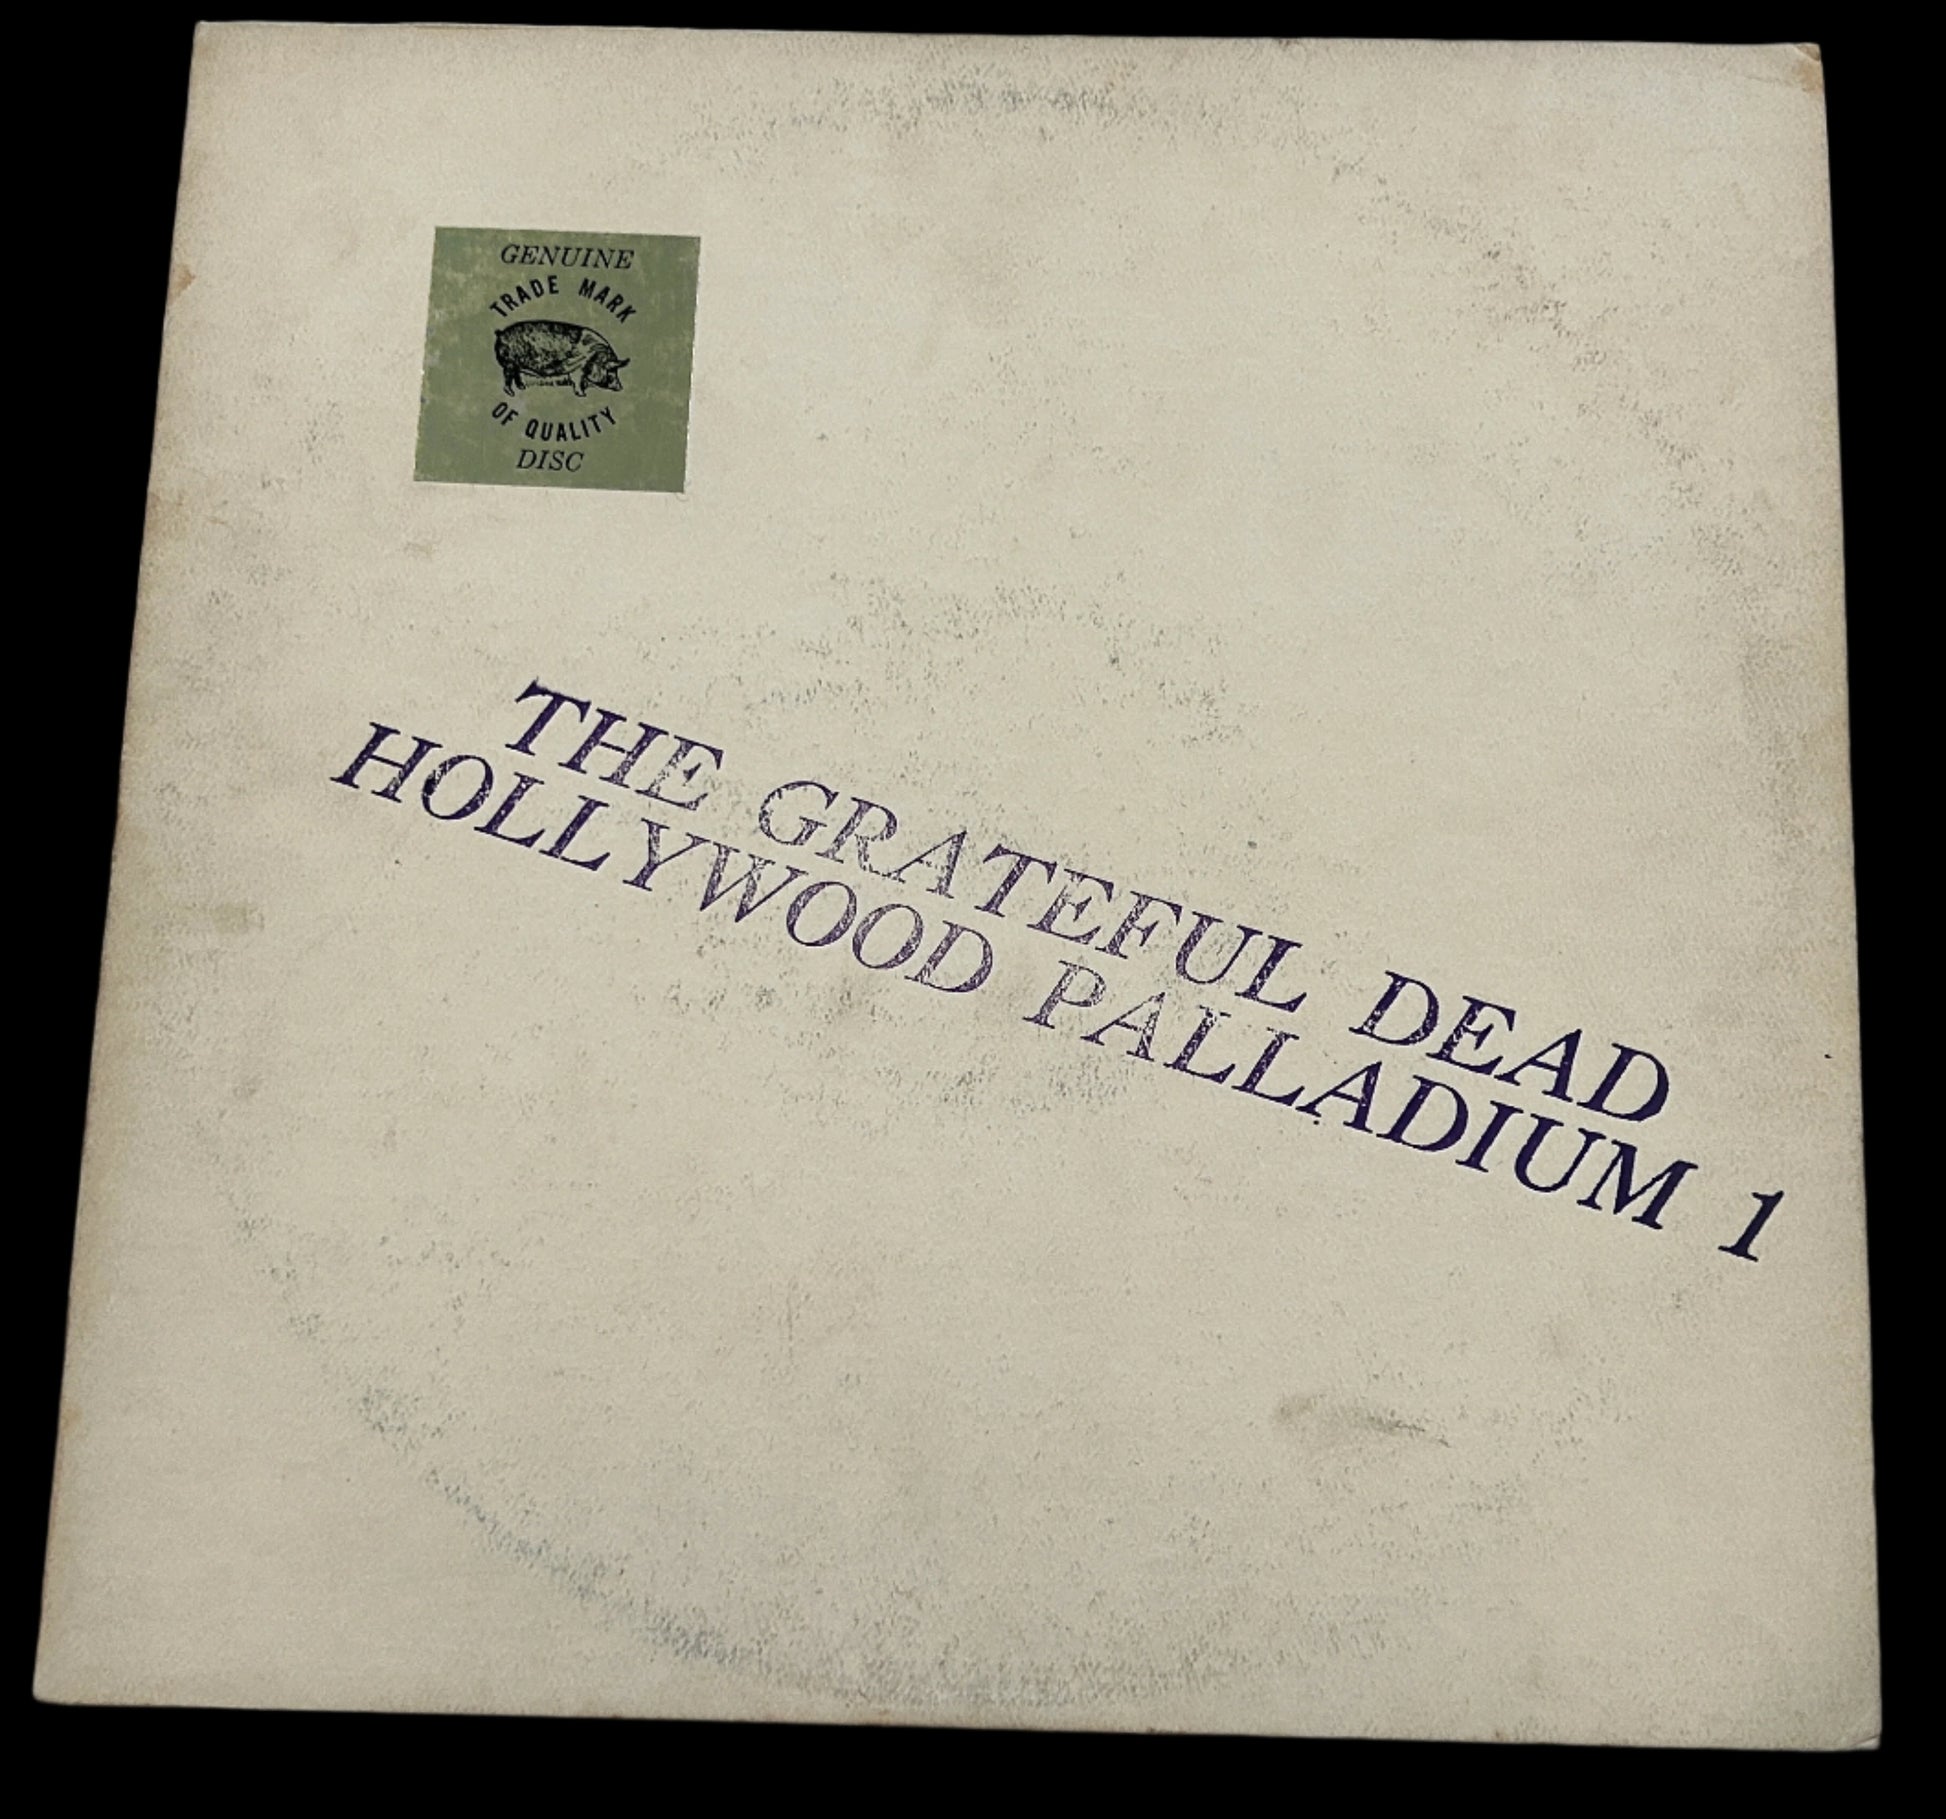 GENUINE
TRADE MARK
OF QUALITY
DISC
THE GRATEFUL DEAD
HOLLYWOOD PALLADIUM 1